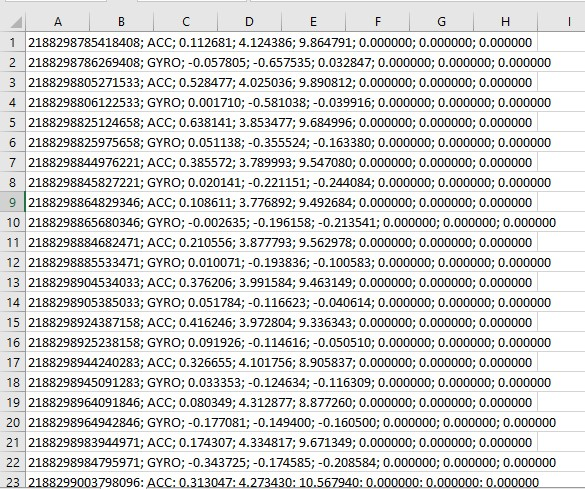 A B C D E F G H I
1 2188298785418408; ACC; 0.112681; 4.124386; 9.864791; 0.000000; 0.000000; 0.000000
2 2188298786269408; GYRO; -0.057805; -0.657535; 0.032847; 0.000000; 0.000000; 0.000000
3 2188298805271533; ACC; 0.528477; 4.025036; 9.890812; 0.000000; 0.000000; 0.000000
4 2188298806122533; GYRO; 0.001710; -0.581038; -0.039916; 0.000000; 0.000000; 0.000000
5 2188298825124658; ACC; 0.638141; 3.853477; 9.684996; 0.000000; 0.000000; 0.000000
6 2188298825975658; GYRO; 0.051138; -0.355524; -0.163380; 0.000000; 0.000000; 0.000000
7 2188298844976221; ACC; 0.385572; 3.789993; 9.547080; 0.000000; 0.000000; 0.000000
8 2188298845827221; GYRO; 0.020141; -0.221151; -0.244084; 0.000000; 0.000000; 0.000000
9 2188298864829346; ACC; 0.108611; 3.776892; 9.492684; 0.000000; 0.000000; 0.000000
10 2188298865680346; GYRO; -0.002635; -0.196158; -0.213541; 0.000000; 0.000000; 0.000000
11 2188298884682471; ACC; 0.210556; 3.877793; 9.562978; 0.000000; 0.000000; 0.000000
12 2188298885533471; GYRO; 0.010071; -0.193836; -0.100583; 0.000000; 0.000000; 0.000000
13 2188298904534033; ACC; 0.376206; 3.991584; 9.463149; 0.000000; 0.000000; 0.000000
14 2188298905385033; GYRO; 0.051784; -0.116623; -0.040614; 0.000000; 0.000000; 0.000000
15 2188298924387158; ACC; 0.416246; 3.972804; 9.336343; 0.000000; 0.000000; 0.000000
16 2188298925238158; GYRO; 0.091926; -0.114616; -0.050510; 0.000000; 0.000000; 0.000000
17 2188298944240283; ACC; 0.326655; 4.101756; 8.905837; 0.000000; 0.000000; 0.000000
18 2188298945091283; GYRO; 0.033353; -0.124634; -0.116309; 0.000000; 0.000000; 0.000000
19 2188298964091846; ACC; 0.080349; 4.312877; 8.877260; 0.000000; 0.000000; 0.000000
20 2188298964942846; GYRO; -0.177081; -0.149400; -0.160500; 0.000000; 0.000000; 0.000000
21 2188298983944971; ACC; 0.174307; 4.334817; 9.671349; 0.000000; 0.000000; 0.000000
22 2188298984795971; GYRO; -0.343725; -0.174585; -0.208584; 0.000000; 0.000000; 0.000000
23 2188299003798096; ACC; 0.313047; 4.273430; 10.567940; 0.000000; 0.000000; 0.000000